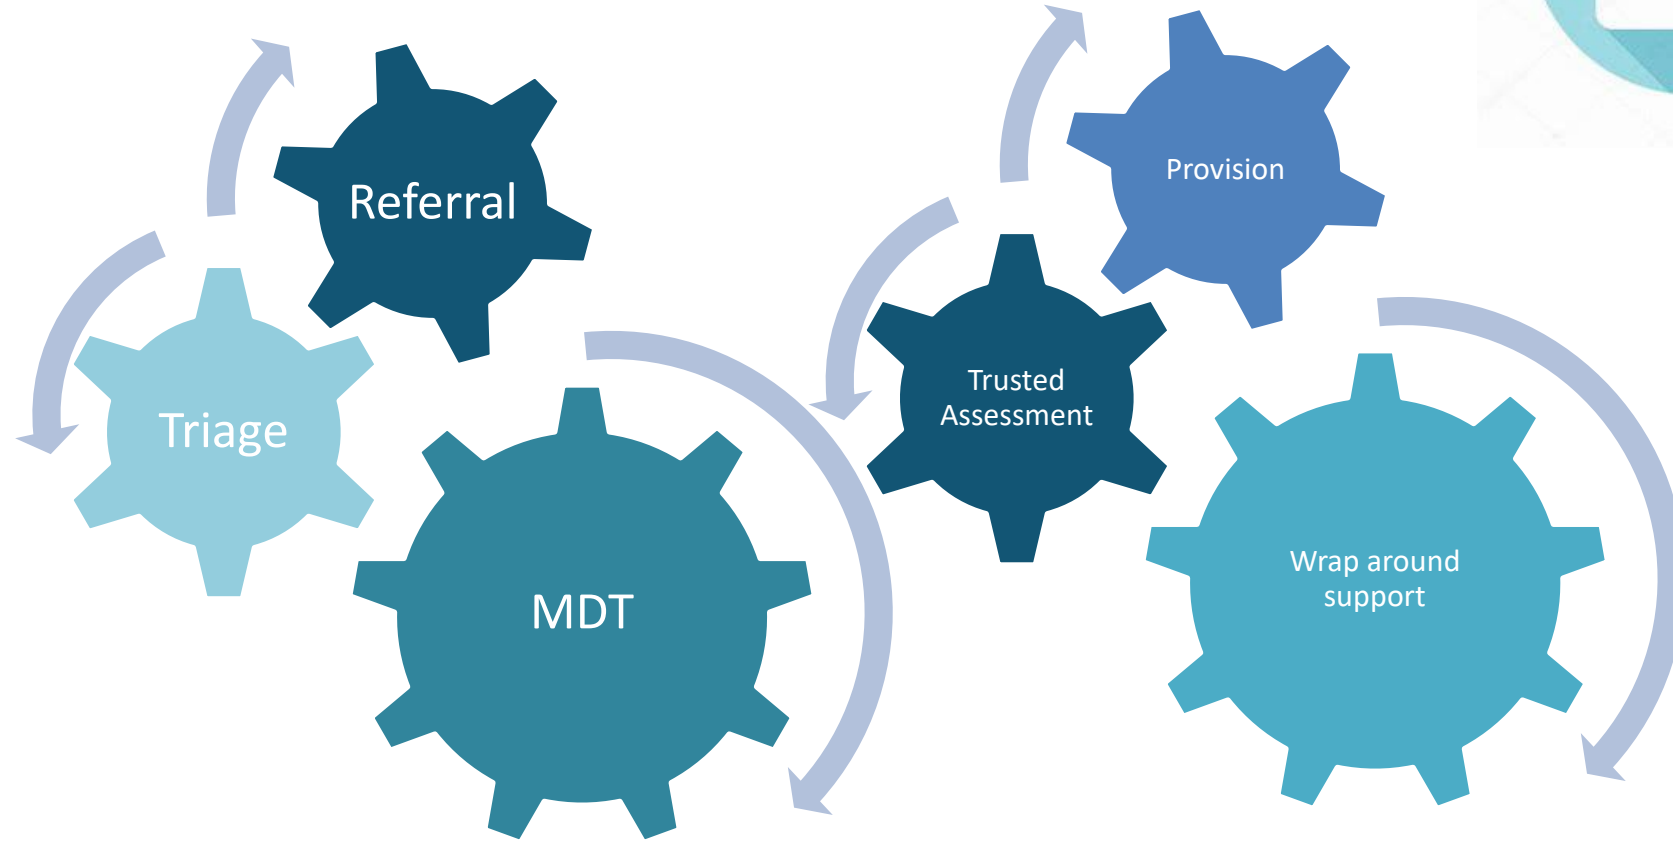 Referral
Triage
MDT
Provision
Trusted
Assessment
Wrap around
support